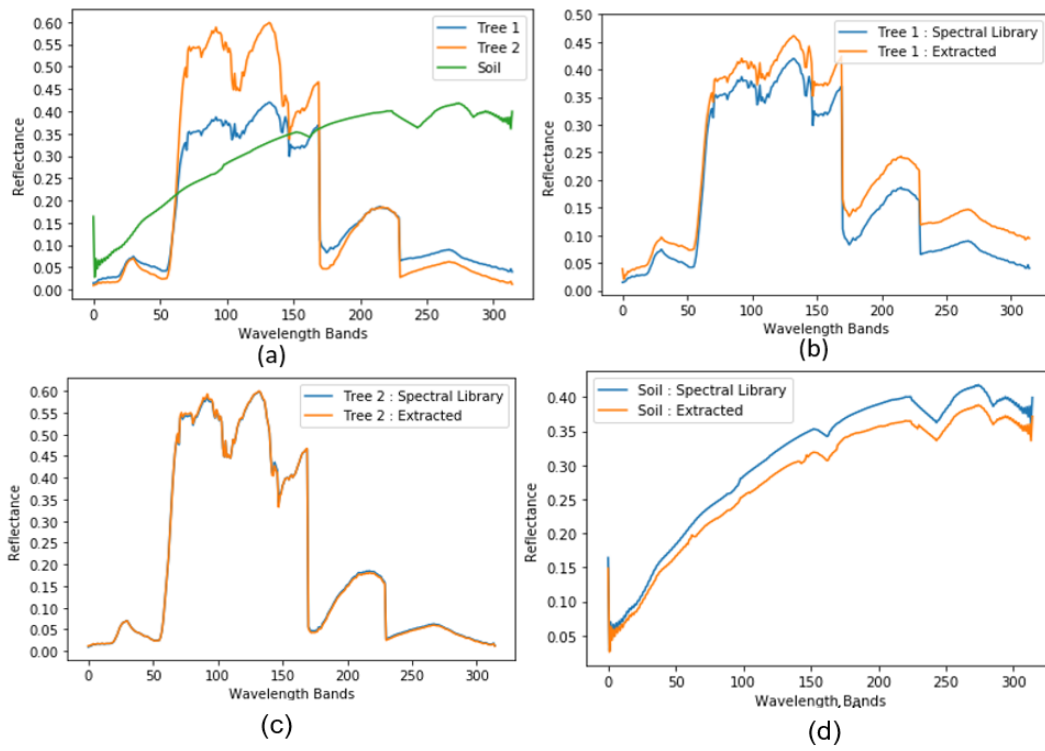 0.60
0.55
0.50
0.45
0.40
0.35
0.30
0.25
0.20
0.15
0.10
0.05
0.00
Reflectance
Tree 1
Tree 2
Soil
0 50 100 150 200 250 300
Wavelength Bands
(a)
0.50
0.45
0.40
0.35
0.30
0.25
0.20
0.15
0.10
0.05
0.00
Reflectance
Tree 1 : Spectral Library
Tree 1 : Extracted
0 50 100 150 200 250 300
Wavelength Bands
(b)
0.60
0.55
0.50
0.45
0.40
0.35
0.30
0.25
0.20
0.15
0.10
0.05
0.00
Reflectance
Tree 2 : Spectral Library
Tree 2 : Extracted
0 50 100 150 200 250 300
Wavelength Bands
(c)
0.40
0.35
0.30
0.25
0.20
0.15
0.10
0.05
Reflectance
Soil : Spectral Library
Soil : Extracted
0 50 100 150 200 250 300
Wavelength Bands
(d)